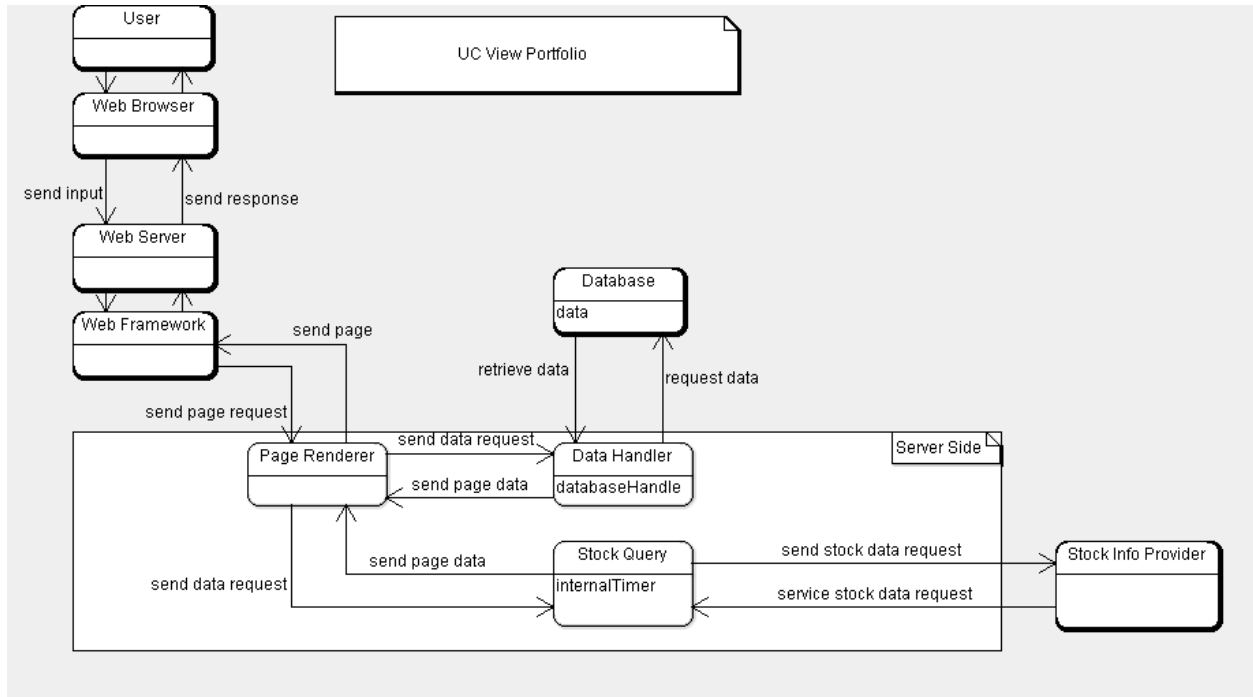 User
UC View Portfolio
Web Browser
send input
send response
Web Server
Database
data
Web Framework
send page
retrieve data
request data
send page request
send data request
Server Side
Page Renderer
Data Handler
send page data
databaseHandle
Stock Query
send stock data request
Stock Info Provider
send page data
internalTimer
send data request
service stock data request